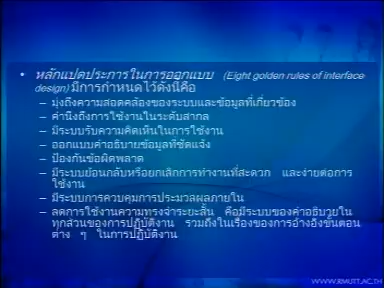 • หลักแปดประการในการออกแบบ (Eight golden rules of interface
design) มีการกำหนดไว้ดังนี้คือ
– มุ่งถึงความสอดคล้องของระบบและข้อมูลที่เกี่ยวข้อง
– คำนึงถึงการใช้งานในระดับสากล
– มีระบบรับความคิดเห็นในการใช้งาน
– ออกแบบคำอธิบายข้อมูลที่ชัดแจ้ง
– ป้องกันข้อผิดพลาด
– มีระบบย้อนกลับหรือยกเลิกการทำงานที่สะดวก และง่ายต่อการ
ใช้งาน
– มีระบบการควบคุมการประมวลผลภายใน
– ลดการใช้งานความทรงจำระยะสั้น คือมีระบบของคำอธิบายใน
ทุกส่วนของการปฏิบัติงาน รวมถึงในเรื่องของการอ้างอิงขั้นตอน
ต่าง ๆ ในการปฏิบัติงาน
WWW.RMUTT.AC.TH